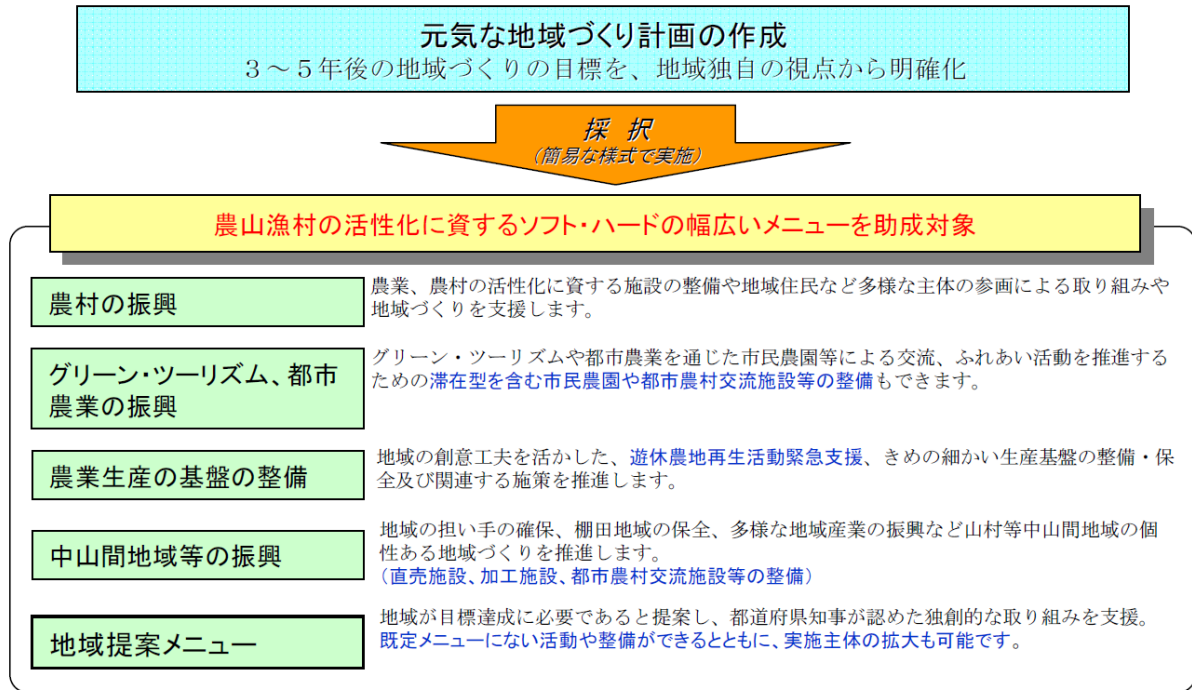 元気な地域づくり計画の作成
３～５年後の地域づくりの目標を、地域独自の視点から明確化
採 択
(簡易な様式で実施)
農山漁村の活性化に資するソフト・ハードの幅広いメニューを助成対象
農村の振興
農業、農村の活性化に資する施設の整備や地域住民など多様な主体の参画による取り組みや
地域づくりを支援します。
グリーン・ツーリズム、都市
農業の振興
グリーン・ツーリズムや都市農業を通じた市民農園等による交流、ふれあい活動を推進する
ための滞在型を含む市民農園や都市農村交流施設等の整備もできます。
農業生産の基盤の整備
地域の創意工夫を活かした、遊休農地再生活動緊急支援、きめの細かい生産基盤の整備・保
全及び関連する施策を推進します。
中山間地域等の振興
地域の担い手の確保、棚田地域の保全、多様な地域産業の振興など山村等中山間地域の個
性ある地域づくりを推進します。
（直売施設、加工施設、都市農村交流施設等の整備）
地域提案メニュー
地域が目標達成に必要であると提案し、都道府県知事が認めた独創的な取り組みを支援。
既定メニューにない活動や整備ができるとともに、実施主体の拡大も可能です。